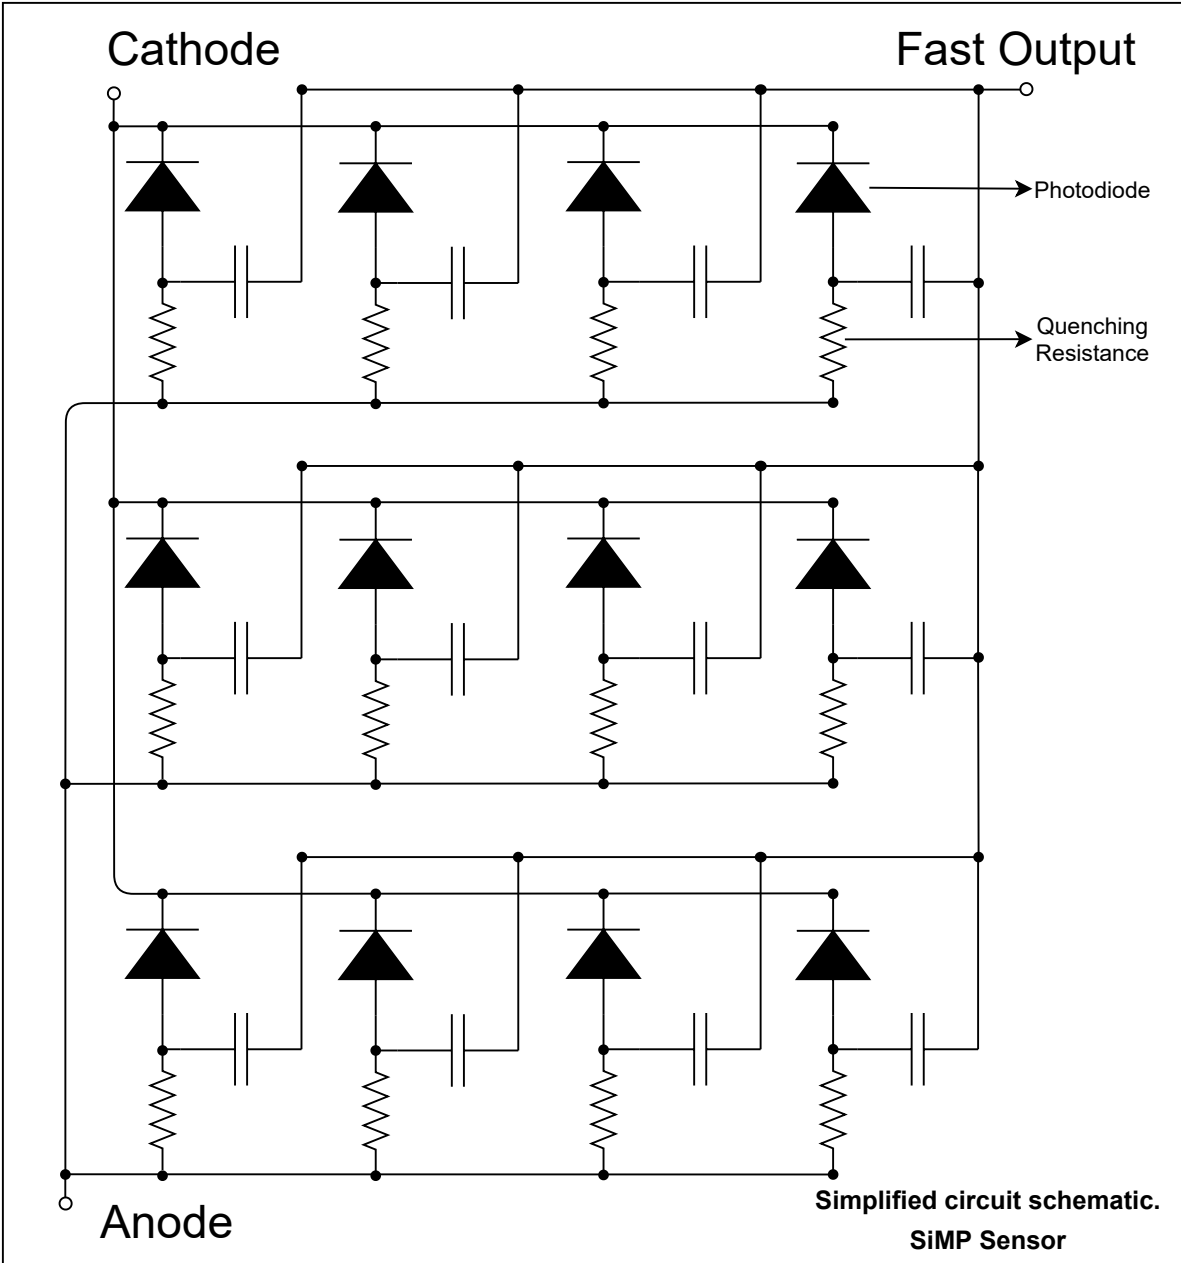 Cathode
Fast Output
Photodiode
Quenching
Resistance
Anode
Simplified circuit schematic.
SiMP Sensor